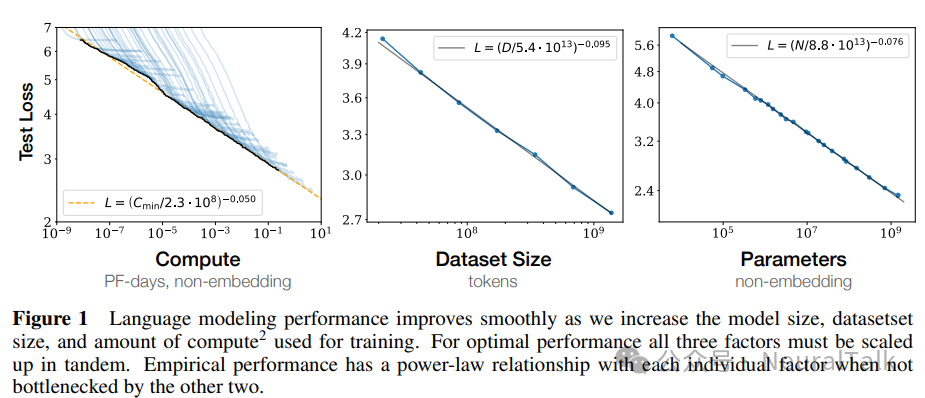 Test Loss
7
6
5
4
3
2
L = (C_min/2.3 · 10^8)^−0.050
10^−9 10^−7 10^−5 10^−3 10^−1 10^1
Compute
PF-days, non-embedding
4.2
3.9
3.6
3.3
3.0
2.7
L = (D/5.4 · 10^13)^−0.095
10^8 10^9
Dataset Size
tokens
5.6
4.8
4.0
3.2
2.4
L = (N/8.8 · 10^13)^−0.076
10^5 10^7 10^9
Parameters
non-embedding
Figure 1 Language modeling performance improves smoothly as we increase the model size, datasetset
size, and amount of compute² used for training. For optimal performance all three factors must be scaled
up in tandem. Empirical performance has a power-law relationship with each individual factor when not
bottlenecked by the other two.
公众号 · NeuralTalk